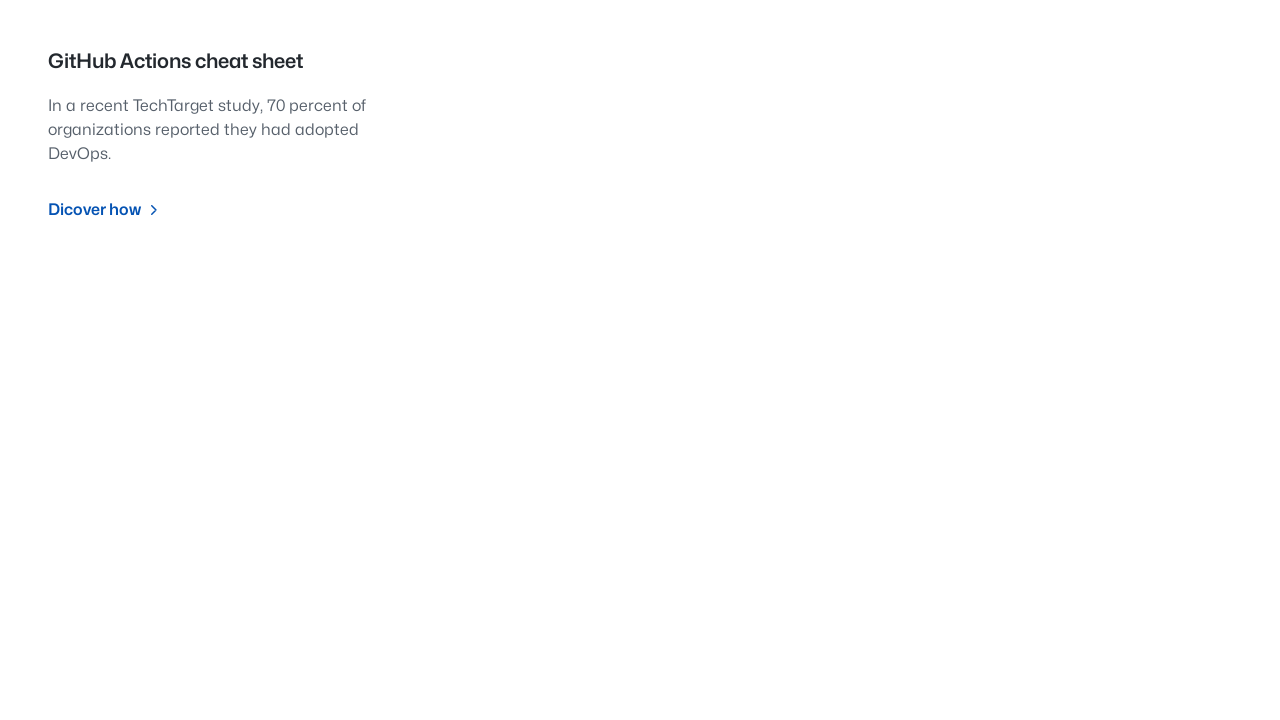 GitHub Actions cheat sheet
In a recent TechTarget study, 70 percent of
organizations reported they had adopted
DevOps.
Dicover how